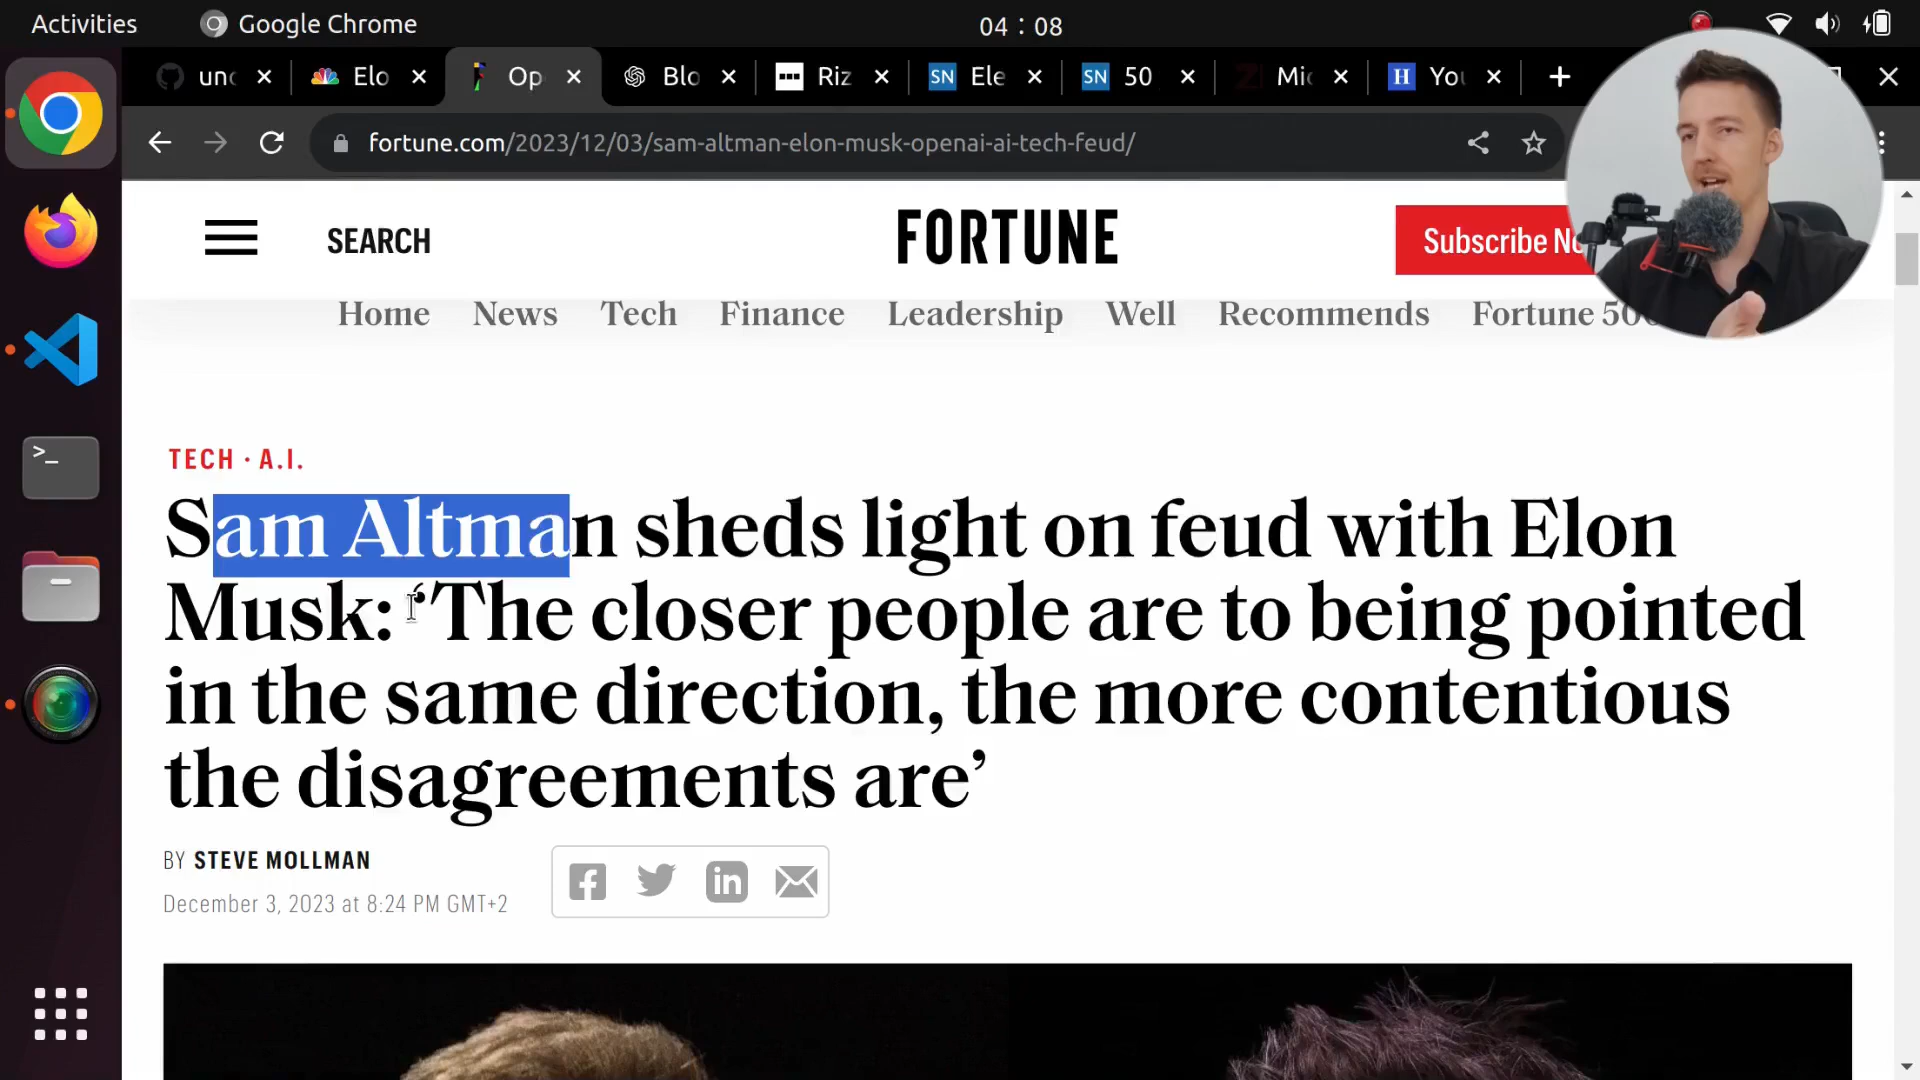 Activities Google Chrome 04 : 08
unc Elo Op Blo Riz SN Ele SN 50 Mic H You
fortune.com/2023/12/03/sam-altman-elon-musk-openai-ai-tech-feud/
SEARCH FORTUNE Subscribe No
Home News Tech Finance Leadership Well Recommends Fortune 500
TECH · A.I.
Sam Altman sheds light on feud with Elon
Musk: ‘The closer people are to being pointed
in the same direction, the more contentious
the disagreements are’
BY STEVE MOLLMAN
December 3, 2023 at 8:24 PM GMT+2